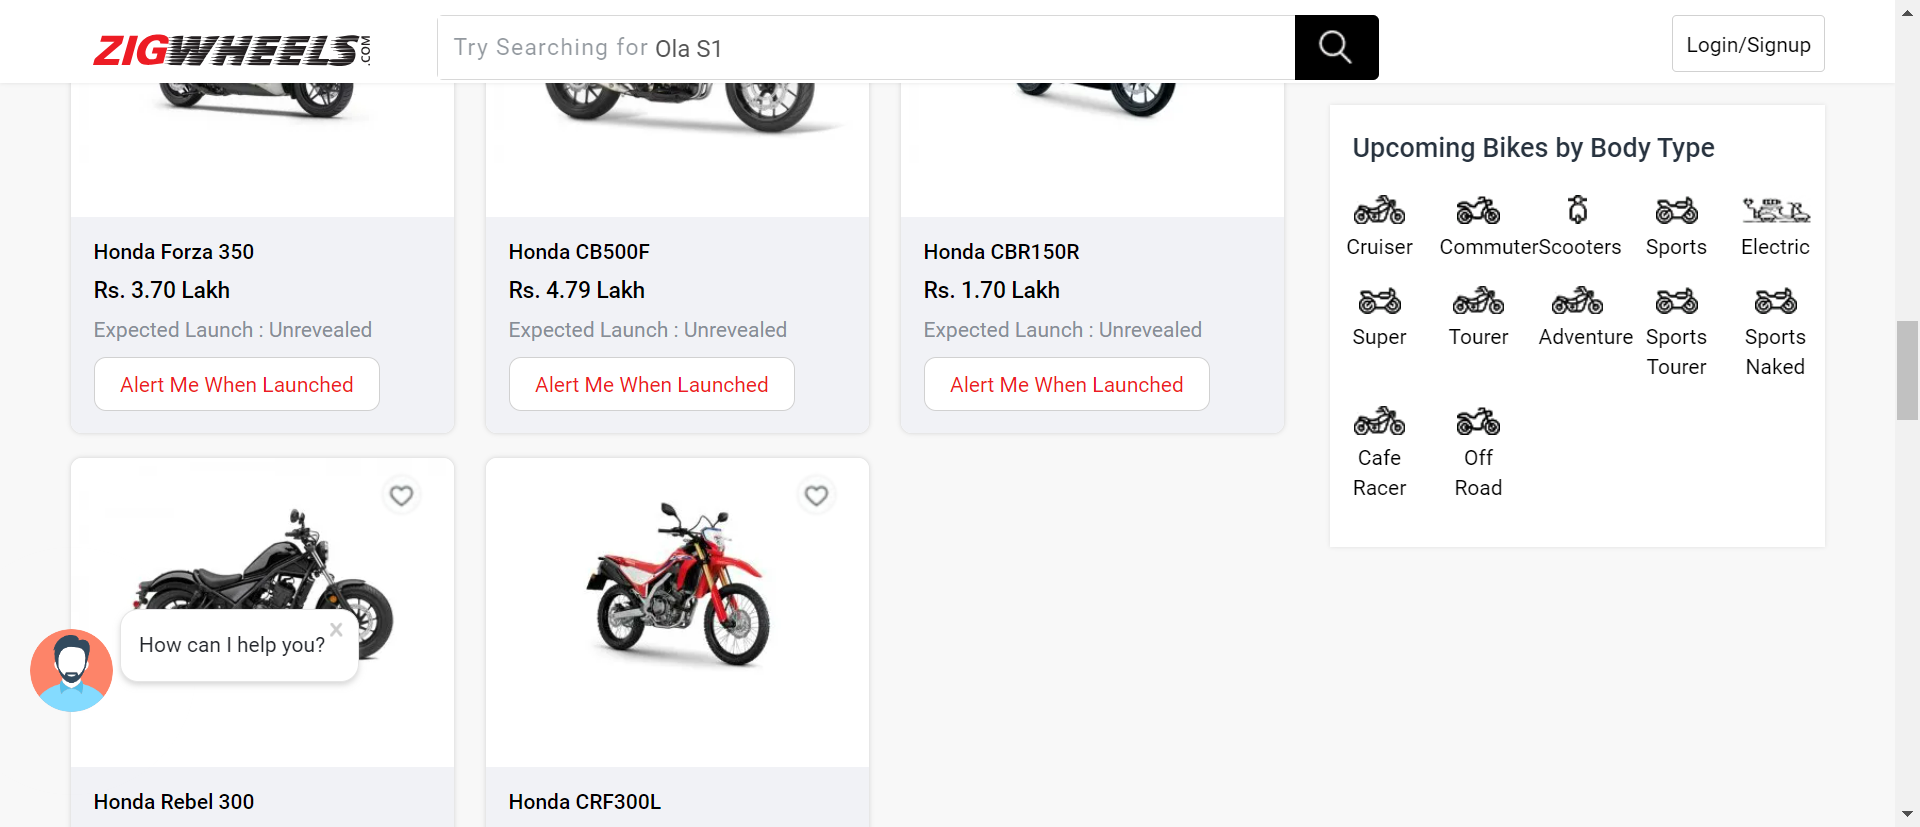 ZIGWHEELS.COM
Try Searching for Ola S1
Login/Signup
Honda Forza 350
Rs. 3.70 Lakh
Expected Launch : Unrevealed
Alert Me When Launched
Honda CB500F
Rs. 4.79 Lakh
Expected Launch : Unrevealed
Alert Me When Launched
Honda CBR150R
Rs. 1.70 Lakh
Expected Launch : Unrevealed
Alert Me When Launched
Upcoming Bikes by Body Type
Cruiser
Commuter
Scooters
Sports
Electric
Super
Tourer
Adventure
Sports
Tourer
Sports
Naked
Cafe
Racer
Off
Road
How can I help you?
Honda Rebel 300
Honda CRF300L